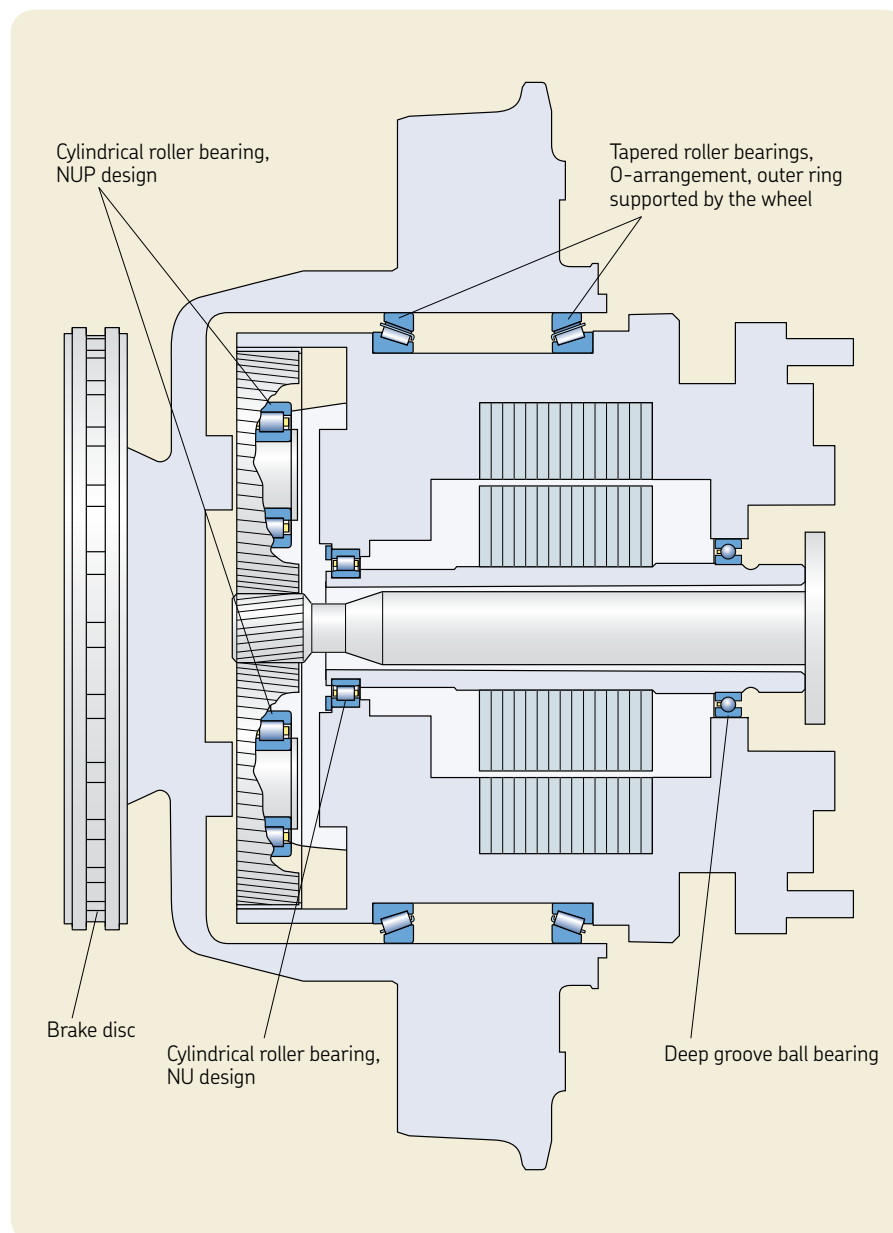 Cylindrical roller bearing,
NUP design
Tapered roller bearings,
O-arrangement, outer ring
supported by the wheel
Brake disc
Cylindrical roller bearing,
NU design
Deep groove ball bearing